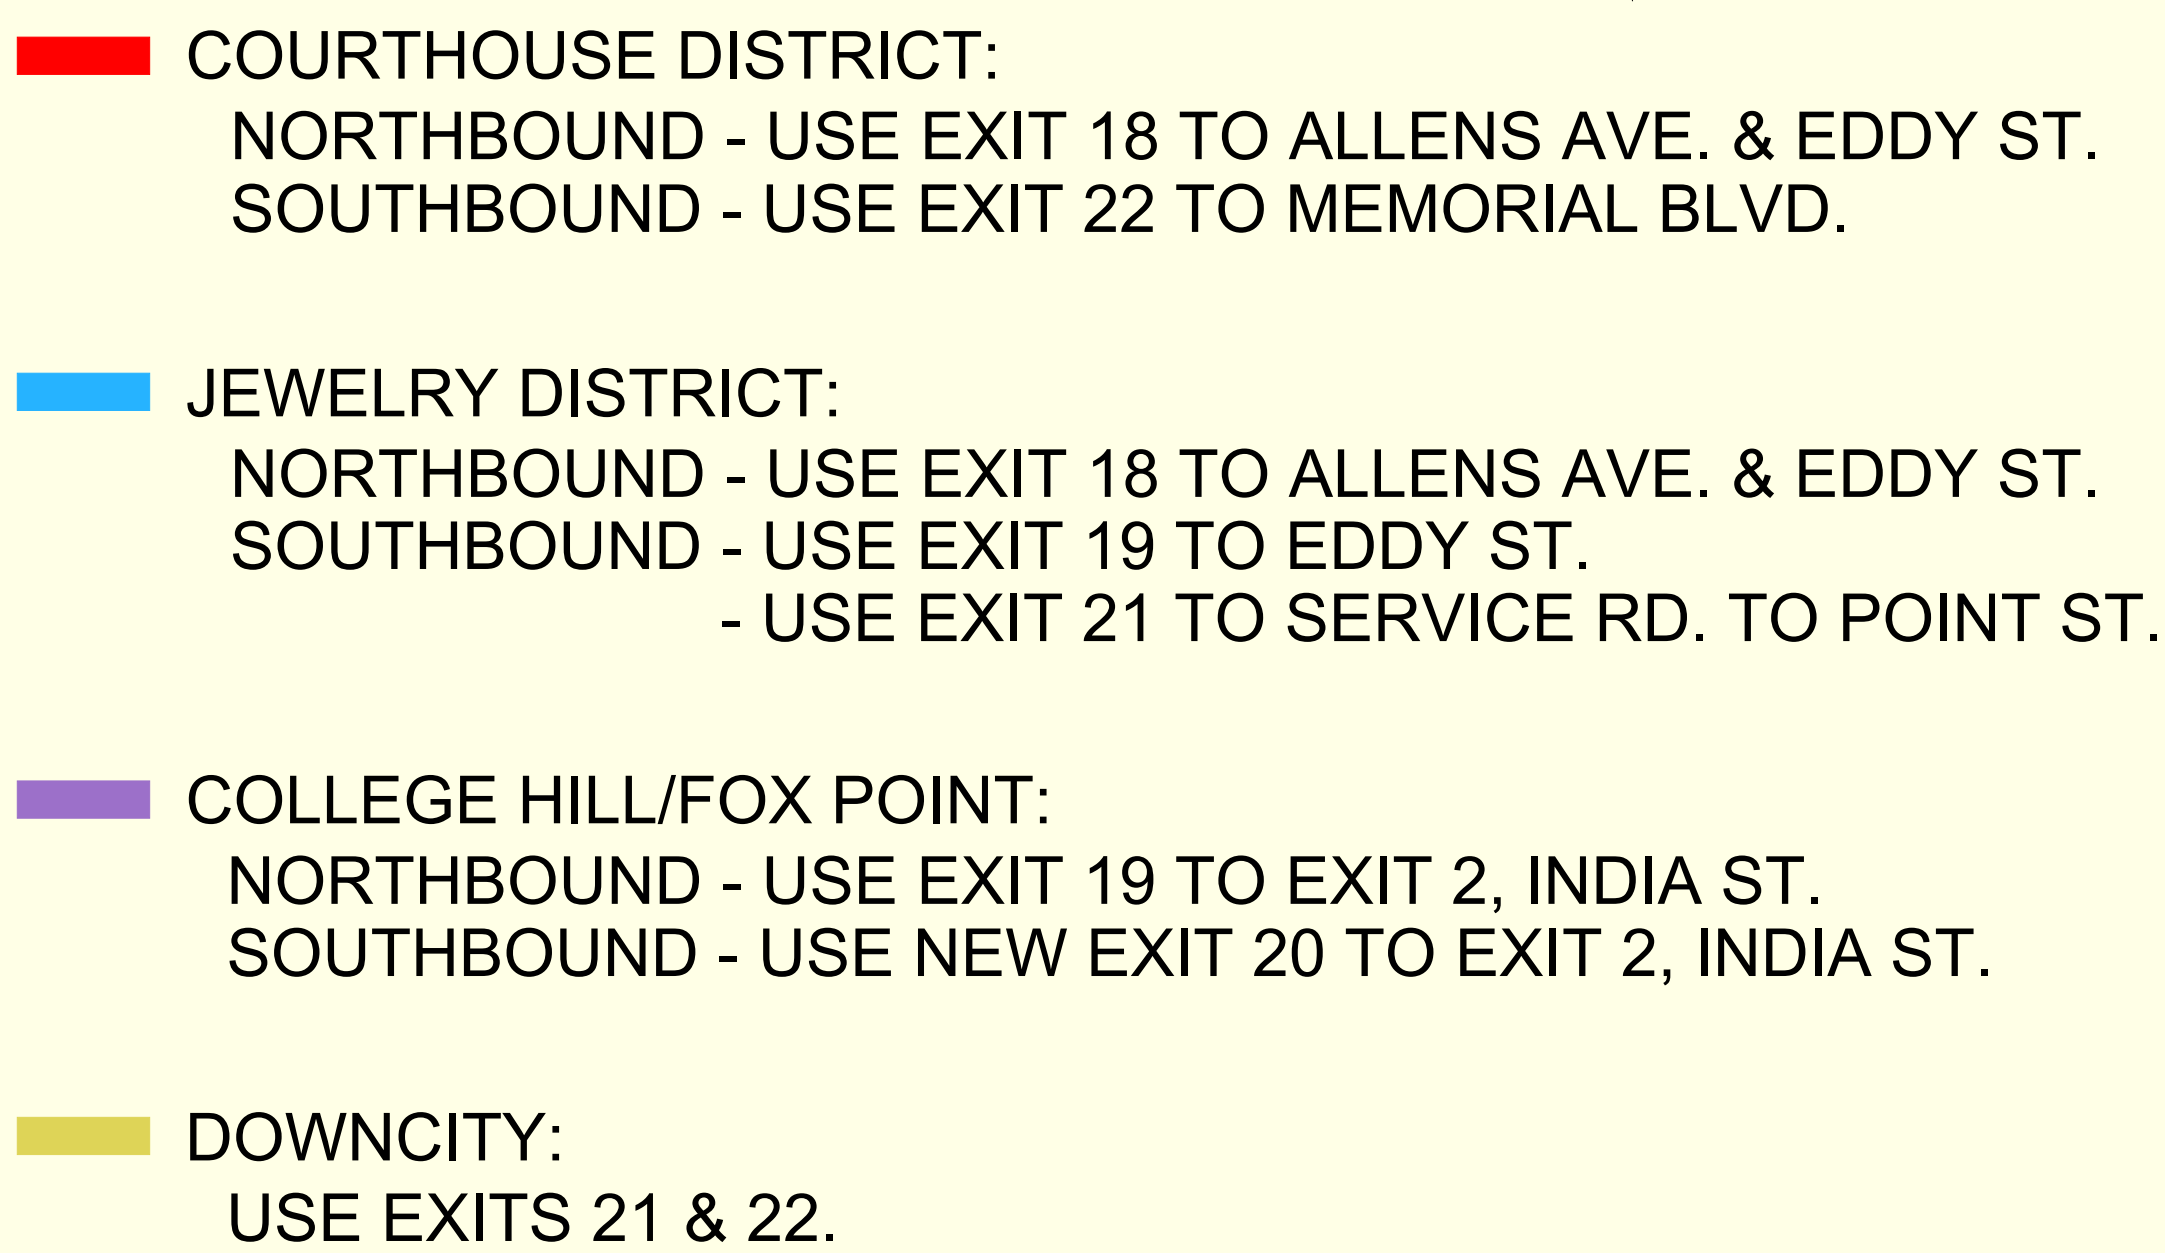 COURTHOUSE DISTRICT:
NORTHBOUND - USE EXIT 18 TO ALLENS AVE. & EDDY ST.
SOUTHBOUND - USE EXIT 22 TO MEMORIAL BLVD.
JEWELRY DISTRICT:
NORTHBOUND - USE EXIT 18 TO ALLENS AVE. & EDDY ST.
SOUTHBOUND - USE EXIT 19 TO EDDY ST.
- USE EXIT 21 TO SERVICE RD. TO POINT ST.
COLLEGE HILL/FOX POINT:
NORTHBOUND - USE EXIT 19 TO EXIT 2, INDIA ST.
SOUTHBOUND - USE NEW EXIT 20 TO EXIT 2, INDIA ST.
DOWNCITY:
USE EXITS 21 & 22.